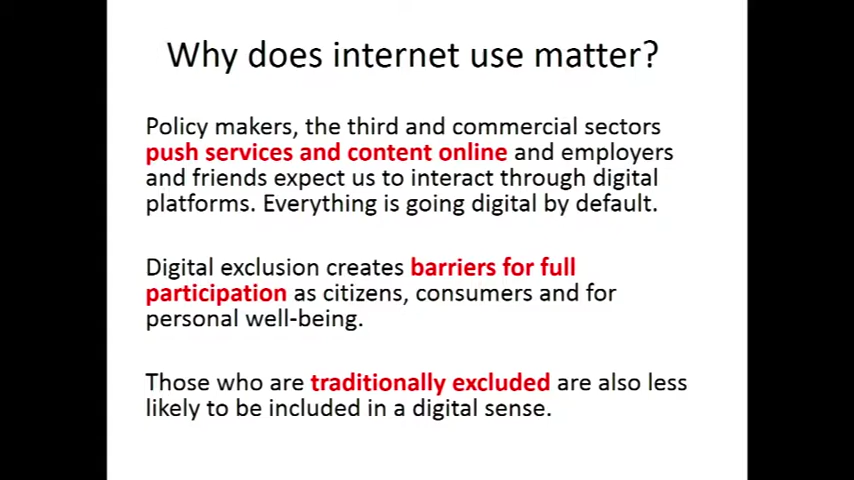 Why does internet use matter?
Policy makers, the third and commercial sectors
push services and content online and employers
and friends expect us to interact through digital
platforms. Everything is going digital by default.
Digital exclusion creates barriers for full
participation as citizens, consumers and for
personal well-being.
Those who are traditionally excluded are also less
likely to be included in a digital sense.